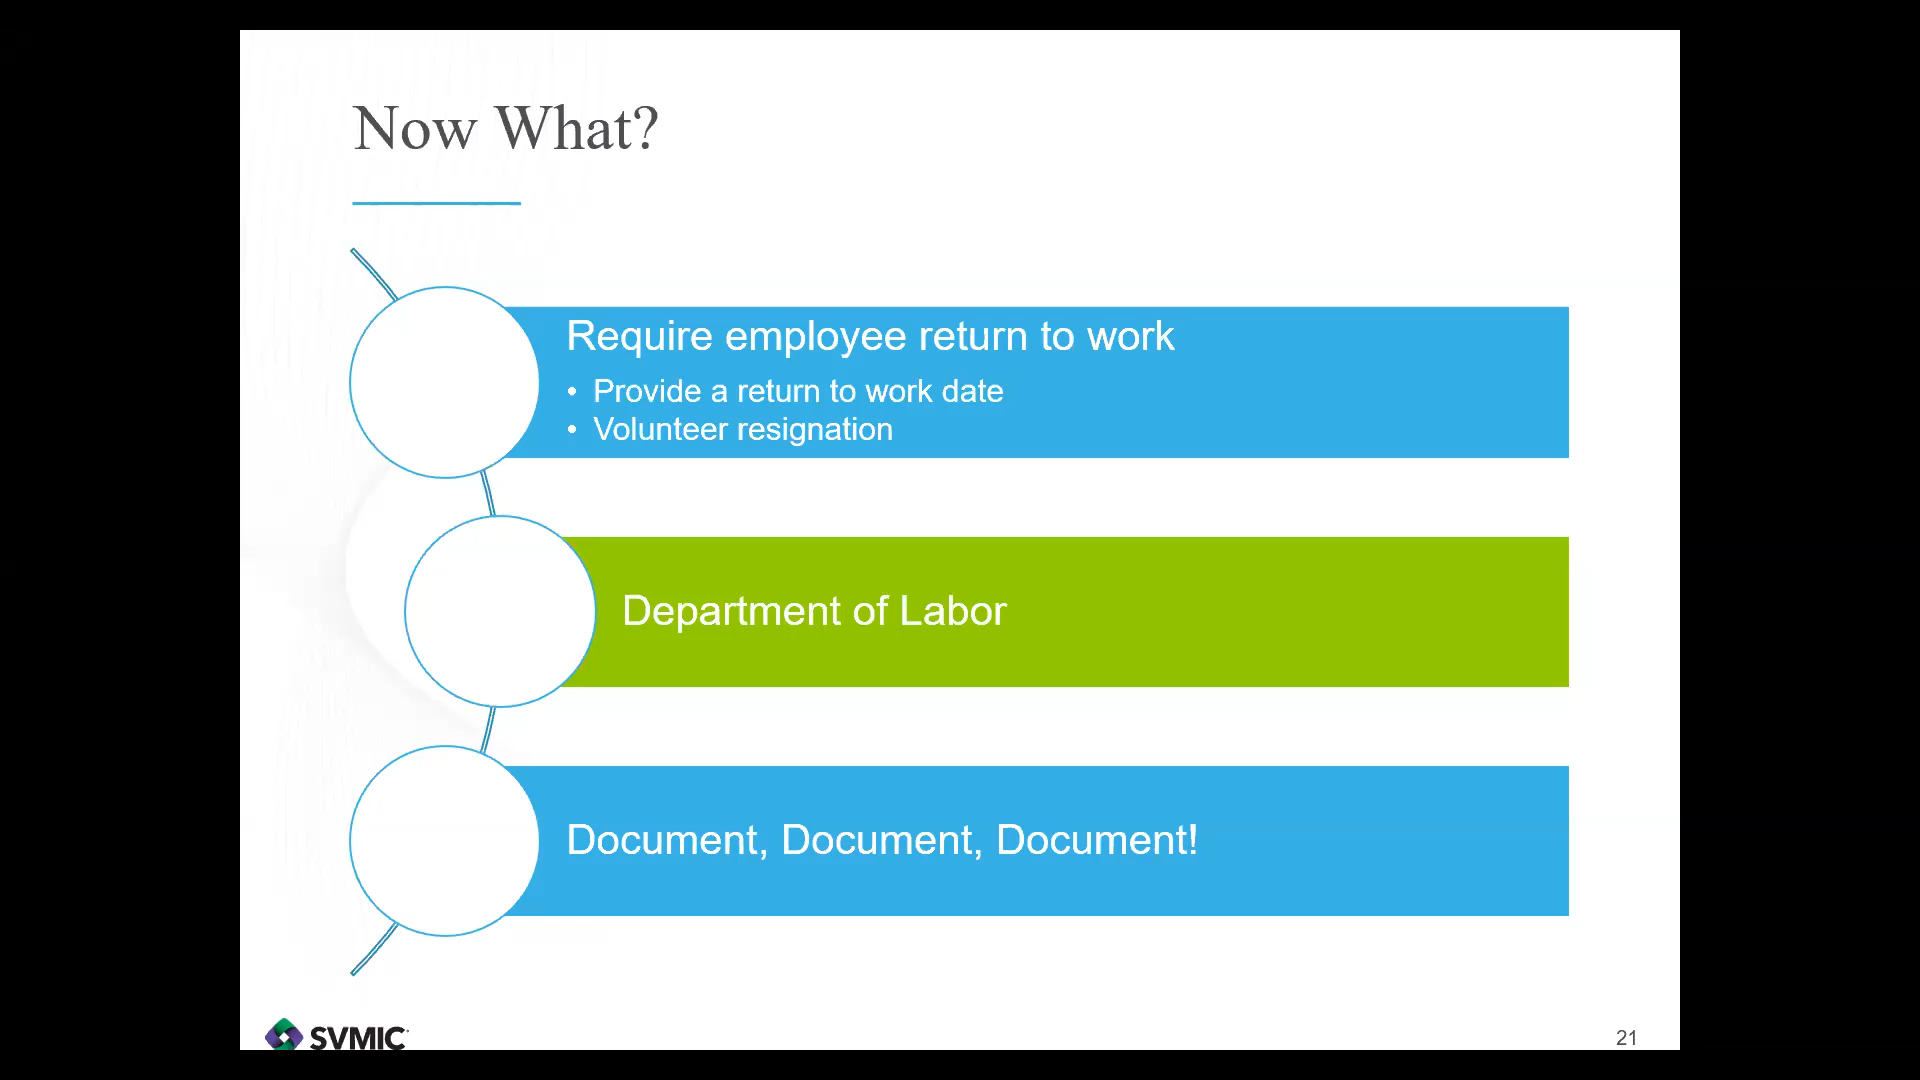 Now What?
Require employee return to work
• Provide a return to work date
• Volunteer resignation
Department of Labor
Document, Document, Document!
SVMIC
21